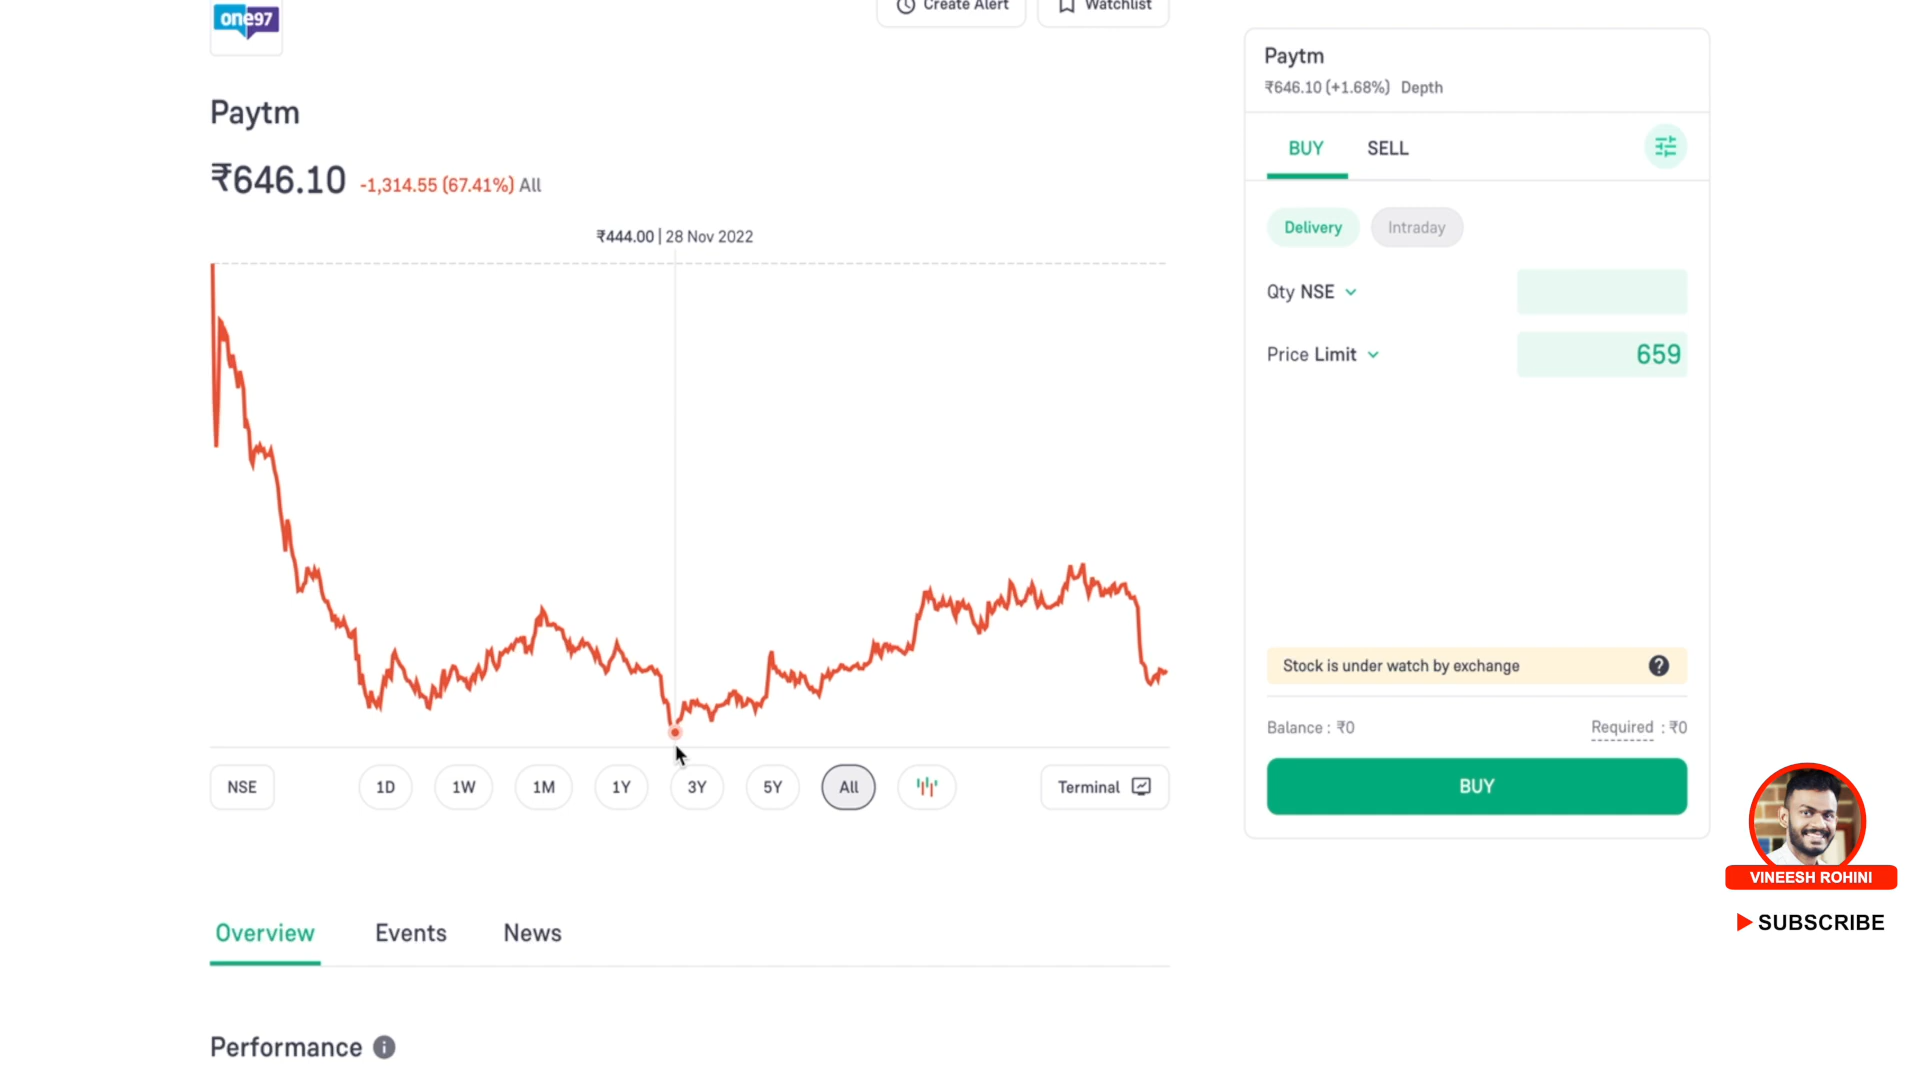 one97
Create Alert
Watchlist
Paytm
₹646.10 -1,314.55 (67.41%) All
₹444.00 | 28 Nov 2022
NSE
1D
1W
1M
1Y
3Y
5Y
All
Terminal
Overview
Events
News
Performance
Paytm
₹646.10 (+1.68%) Depth
BUY
SELL
Delivery
Intraday
Qty NSE
Price Limit
659
Stock is under watch by exchange
Balance : ₹0
Required : ₹0
BUY
VINEESH ROHINI
SUBSCRIBE